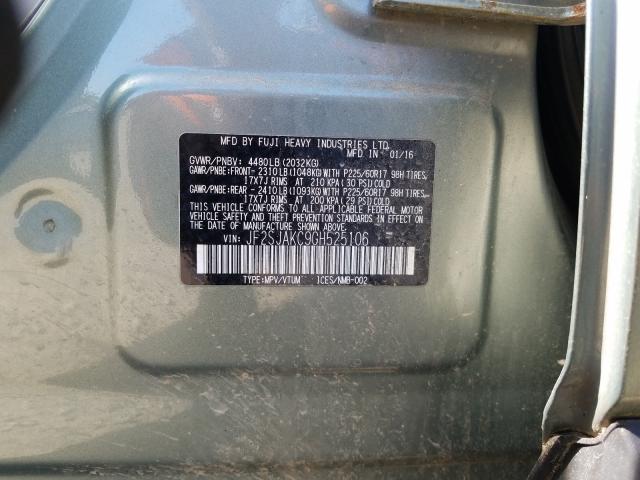 MFD BY FUJI HEAVY INDUSTRIES LTD.
MFD IN 01/16
GVWR/PNBV: 4480LB(2032KG)
GAWR/PNBE:FRONT- 2310LB(1048KG)WITH P225/60R17 98H TIRES,
17X7J RIMS AT 210 KPA(30 PSI)COLD
GAWR/PNBE:REAR - 2410LB(1093KG)WITH P225/60R17 98H TIRES,
17X7J RIMS AT 200 KPA(29 PSI)COLD
THIS VEHICLE CONFORMS TO ALL APPLICABLE FEDERAL MOTOR
VEHICLE SAFETY AND THEFT PREVENTION STANDARDS IN EFFECT ON
THE DATE OF MANUFACTURE SHOWN ABOVE.
VIN: JF2SJAKC9GH525106
TYPE:MPV/VTUM ICES/NMB-002